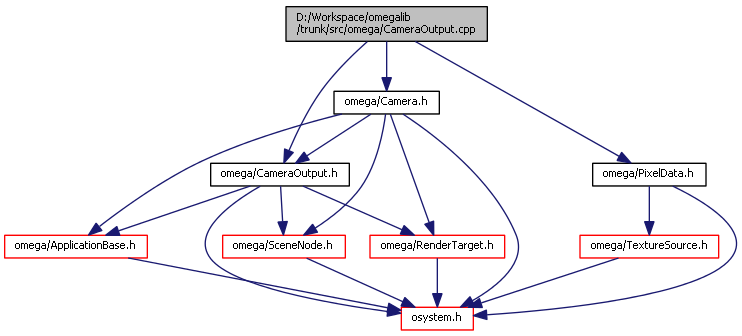 D:/Workspace/omegalib
/trunk/src/omega/CameraOutput.cpp
omega/Camera.h
omega/CameraOutput.h
omega/PixelData.h
omega/ApplicationBase.h
omega/SceneNode.h
omega/RenderTarget.h
omega/TextureSource.h
osystem.h